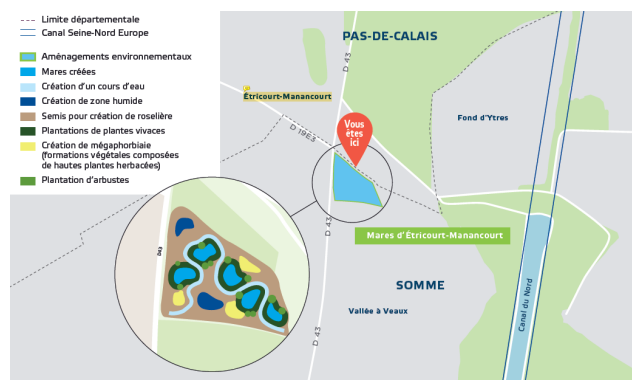 Limite départementale
Canal Seine-Nord Europe
Aménagements environnementaux
Mares créées
Création d'un cours d'eau
Création de zone humide
Semis pour création de roselière
Plantations de plantes vivaces
Création de mégaphorbiaie
(formations végétales composées
de hautes plantes herbacées)
Plantation d'arbustes
PAS-DE-CALAIS
D 43
Étricourt-Manancourt
D 19E3
Vous
êtes
ici
Fond d'Ytres
Mares d'Étricourt-Manancourt
D 43
D43
SOMME
Vallée à Veaux
Canal du Nord
D 43